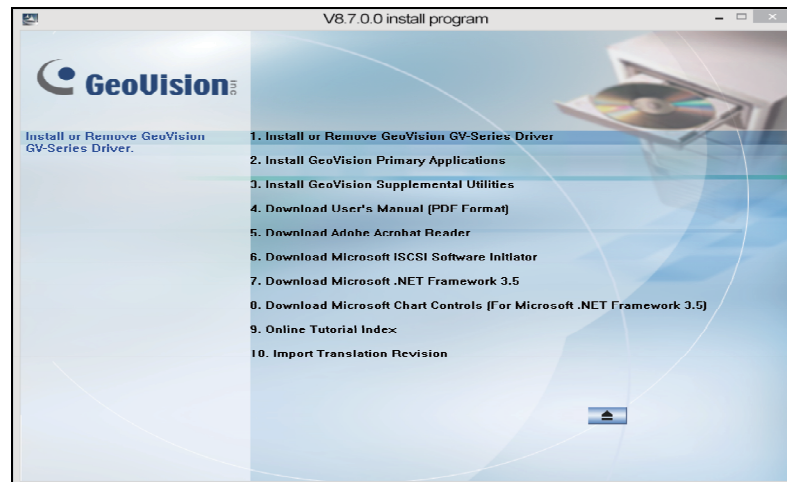 V8.7.0.0 install program
GeoVision Inc
Install or Remove GeoVision
GV-Series Driver.
1. Install or Remove GeoVision GV-Series Driver
2. Install GeoVision Primary Applications
3. Install GeoVision Supplemental Utilities
4. Download User's Manual (PDF Format)
5. Download Adobe Acrobat Reader
6. Download Microsoft iSCSI Software Initiator
7. Download Microsoft .NET Framework 3.5
8. Download Microsoft Chart Controls (For Microsoft .NET Framework 3.5)
9. Online Tutorial Index
10. Import Translation Revision